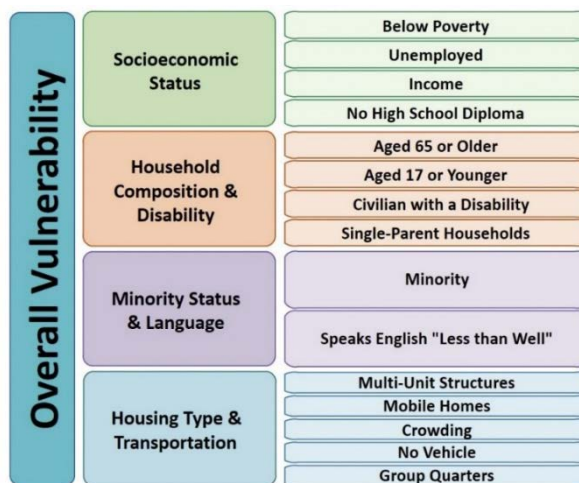 Overall Vulnerability
Socioeconomic
Status
Below Poverty
Unemployed
Income
No High School Diploma
Household
Composition &
Disability
Aged 65 or Older
Aged 17 or Younger
Civilian with a Disability
Single-Parent Households
Minority Status
& Language
Minority
Speaks English "Less than Well"
Housing Type &
Transportation
Multi-Unit Structures
Mobile Homes
Crowding
No Vehicle
Group Quarters